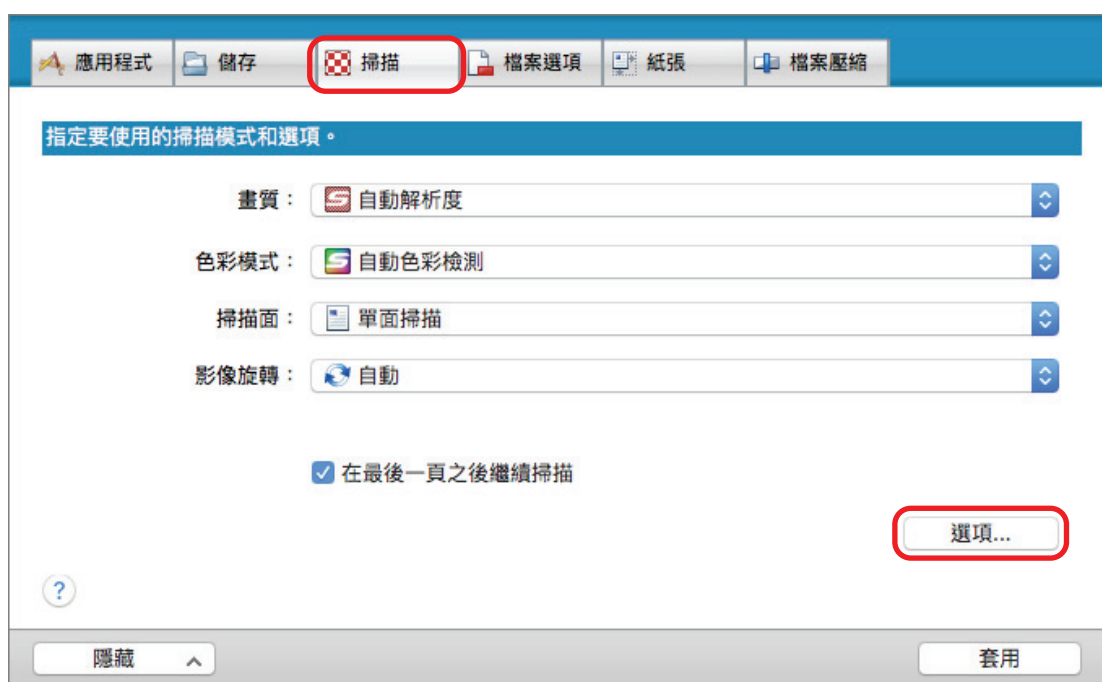 應用程式 儲存 掃描 檔案選項 紙張 檔案壓縮
指定要使用的掃描模式和選項。
畫質： 自動解析度
色彩模式： 自動色彩檢測
掃描面： 單面掃描
影像旋轉： 自動
在最後一頁之後繼續掃描
選項...
?
隱藏 套用